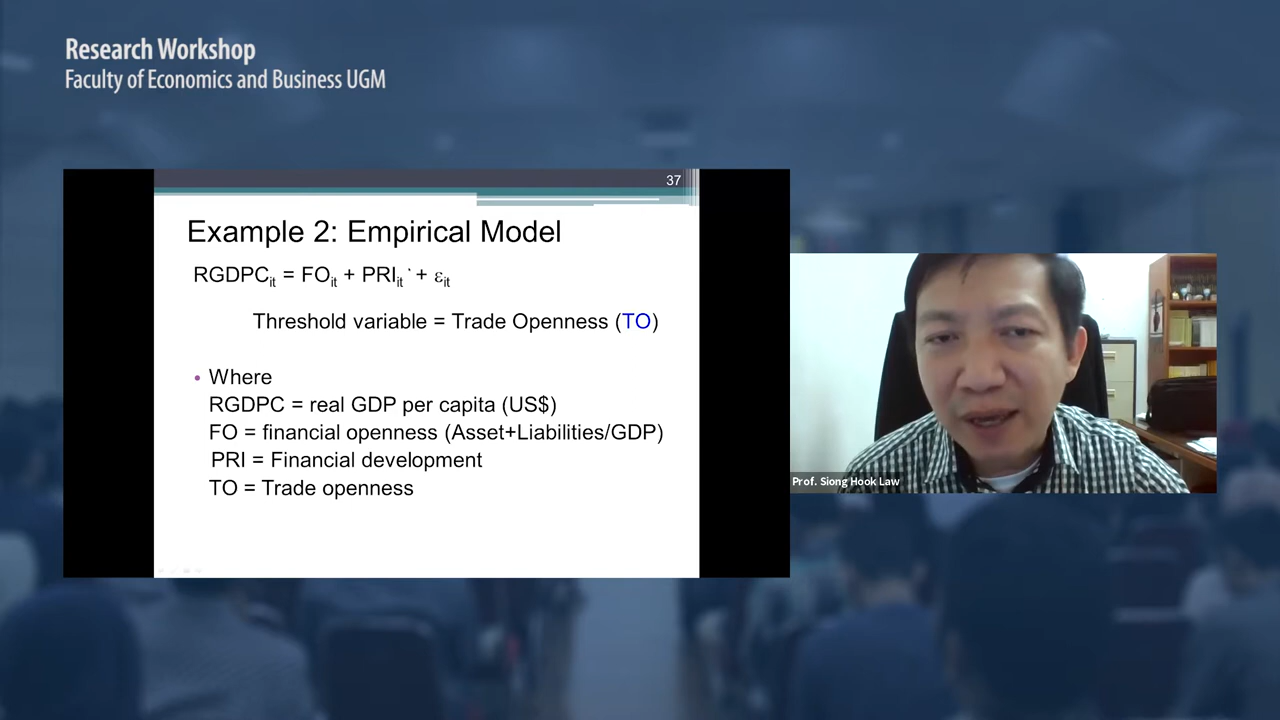 Research Workshop
Faculty of Economics and Business UGM
37
Example 2: Empirical Model
RGDPCit = FOit + PRIit + εit
Threshold variable = Trade Openness (TO)
• Where
RGDPC = real GDP per capita (US$)
FO = financial openness (Asset+Liabilities/GDP)
PRI = Financial development
TO = Trade openness
Prof. Siong Hook Law